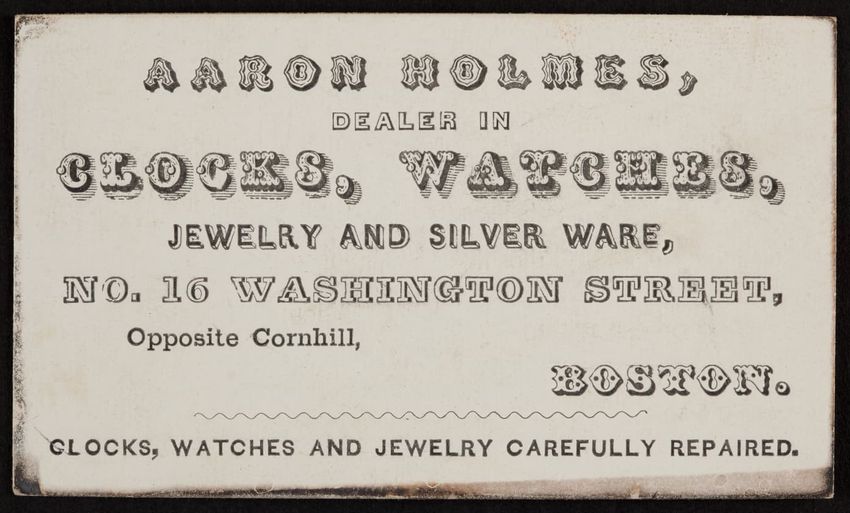 AARON HOLMES,
DEALER IN
CLOCKS, WATCHES,
JEWELRY AND SILVER WARE,
NO. 16 WASHINGTON STREET,
Opposite Cornhill,
BOSTON.
CLOCKS, WATCHES AND JEWELRY CAREFULLY REPAIRED.